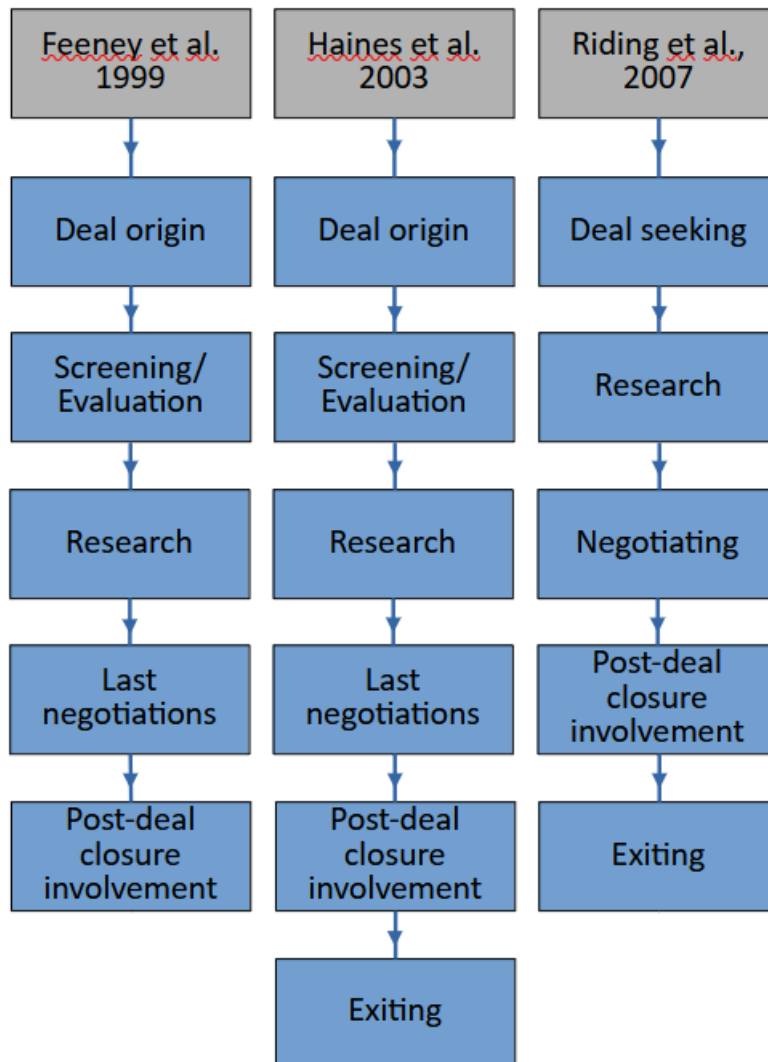 Feeney et al.
1999
Deal origin
Screening/
Evaluation
Research
Last
negotiations
Post-deal
closure
involvement
Haines et al.
2003
Deal origin
Screening/
Evaluation
Research
Last
negotiations
Post-deal
closure
involvement
Exiting
Riding et al.,
2007
Deal seeking
Research
Negotiating
Post-deal
closure
involvement
Exiting